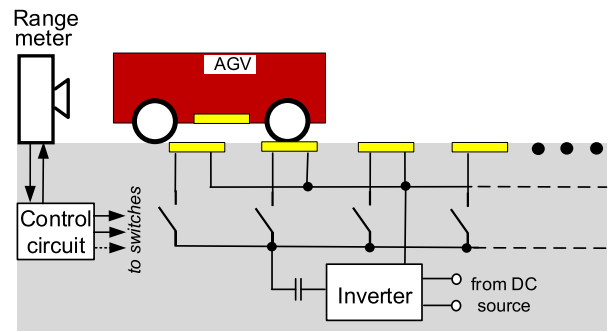 Range
meter
AGV
Control
circuit
to switches
Inverter
from DC
source